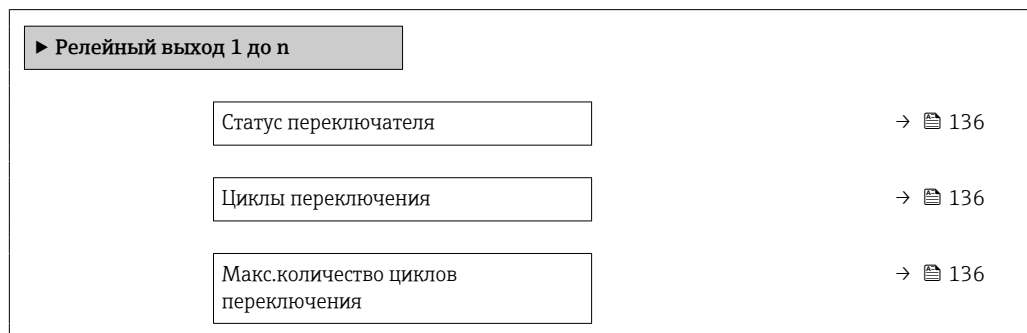 ▶ Релейный выход 1 до n
Статус переключателя → 136
Циклы переключения → 136
Макс.количество циклов → 136
переключения